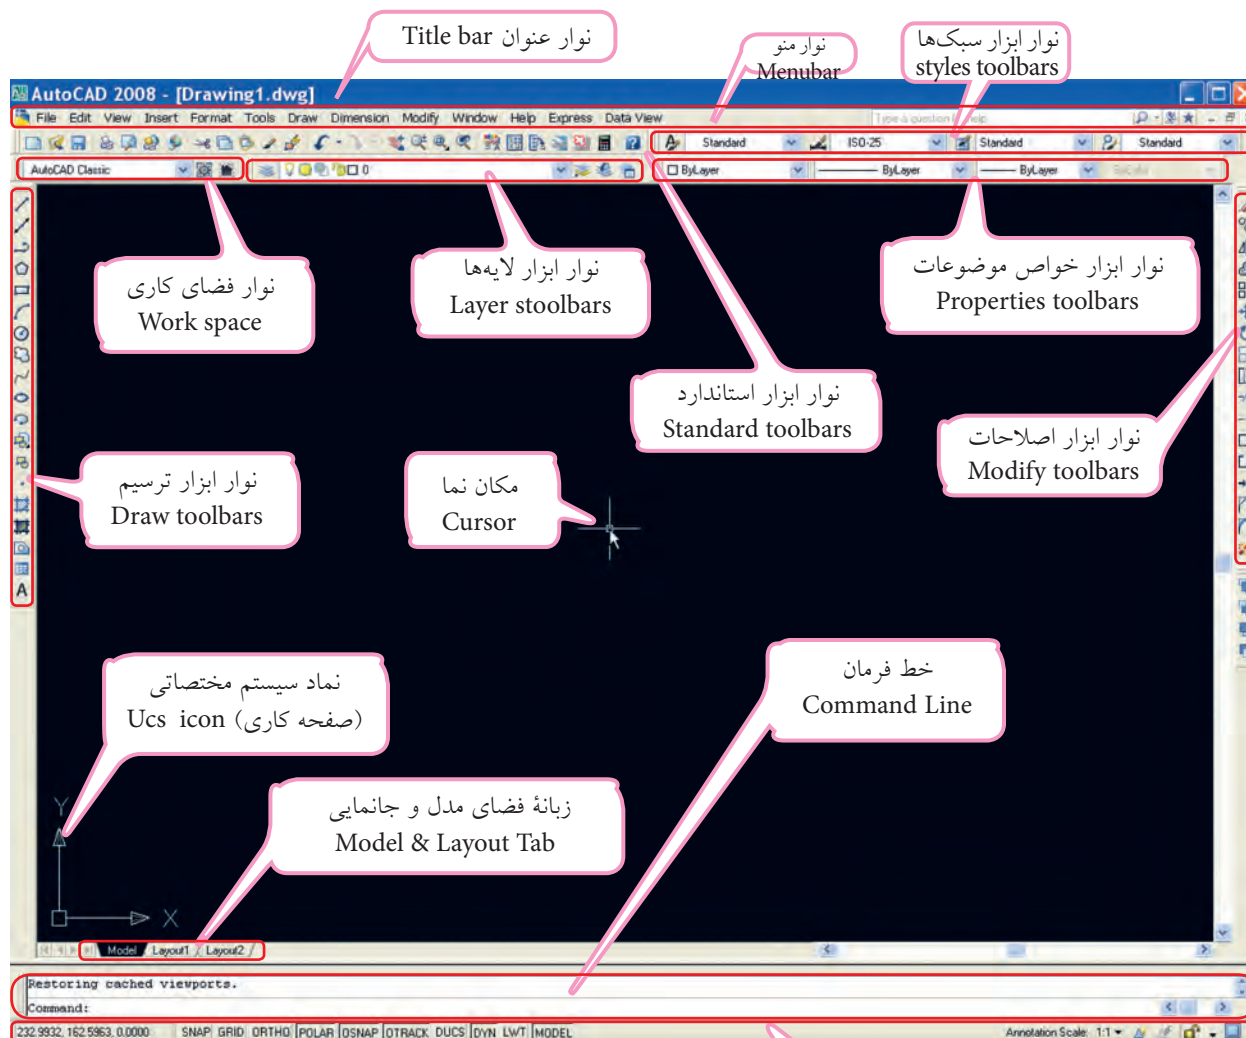 نوار عنوان Title bar
نوار منو
Menubar
نوار ابزار سبک‌ها
styles toolbars
AutoCAD 2008 - [Drawing1.dwg]
File Edit View Insert Format Tools Draw Dimension Modify Window Help Express Data View
Type a question for help
Standard ISO-25 Standard Standard
AutoCAD Classic 0 ByLayer ByLayer ByLayer ByColor
نوار فضای کاری
Work space
نوار ابزار لایه‌ها
Layer stoolbars
نوار ابزار خواص موضوعات
Properties toolbars
نوار ابزار استاندارد
Standard toolbars
نوار ابزار اصلاحات
Modify toolbars
نوار ابزار ترسیم
Draw toolbars
مکان نما
Cursor
A
خط فرمان
Command Line
نماد سیستم مختصاتی
(صفحه کاری) Ucs icon
زبانهٔ فضای مدل و جانمایی
Model & Layout Tab
Y
X
Model Layout1 Layout2
Restoring cached viewports.
Command:
232.9932, 162.5963, 0.0000 SNAP GRID ORTHO POLAR OSNAP OTRACK DUCS DYN LWT MODEL Annotation Scale: 1:1